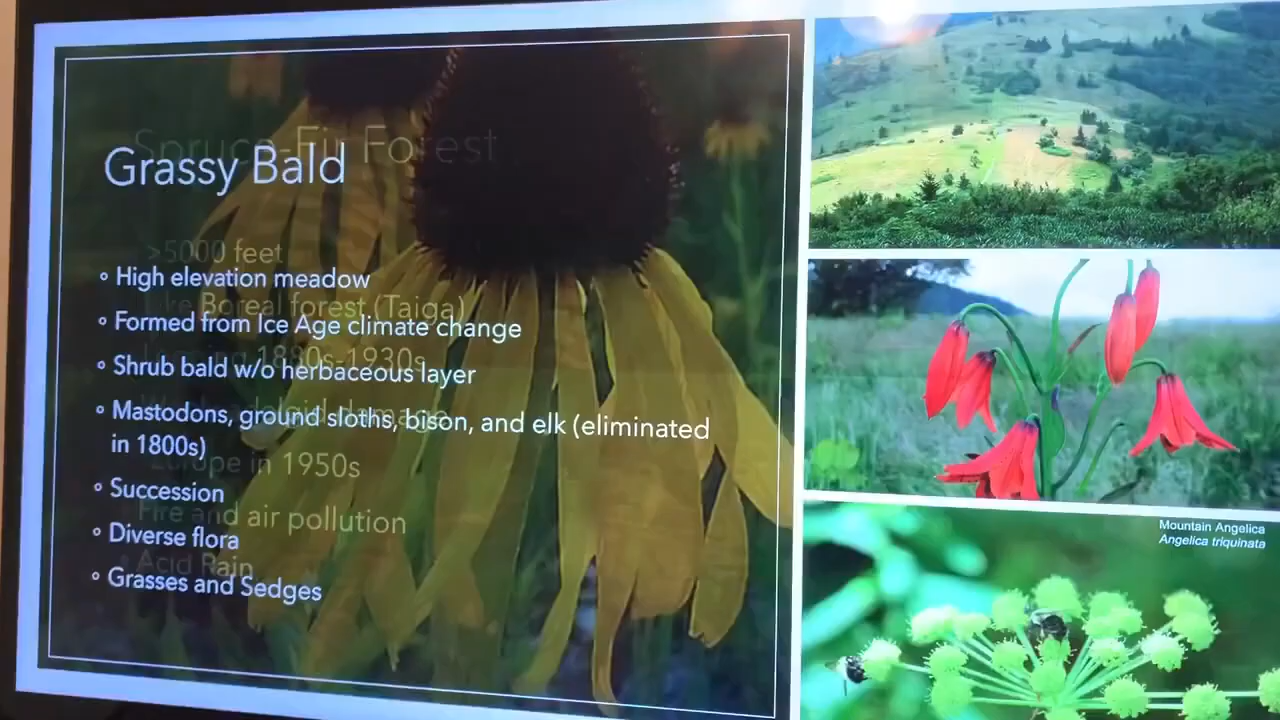 Spruce-Fir Forest
Grassy Bald
>5000 feet
◦ High elevation meadow
Boreal forest (Taiga)
◦ Formed from Ice Age climate change
1880s-1930s
◦ Shrub bald w/o herbaceous layer
◦ Mastodons, ground sloths, bison, and elk (eliminated
in 1800s)
Europe in 1950s
◦ Succession
Fire and air pollution
◦ Diverse flora
Acid Rain
◦ Grasses and Sedges
Mountain Angelica
Angelica triquinata